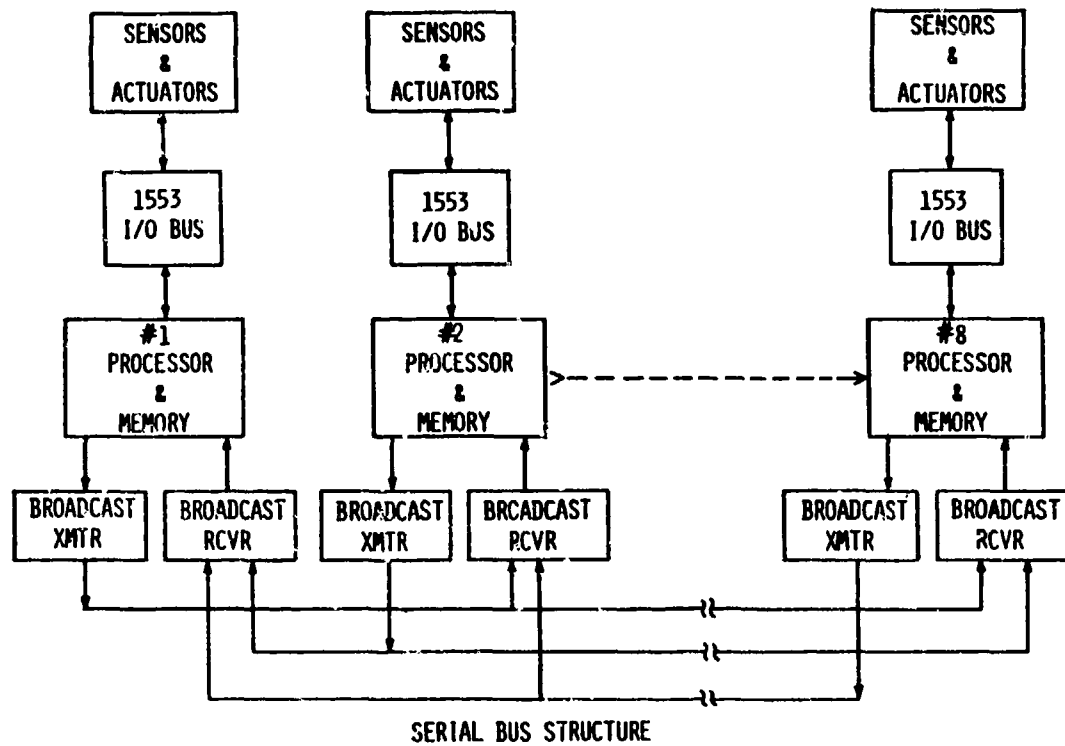 SENSORS
&
ACTUATORS
SENSORS
&
ACTUATORS
SENSORS
&
ACTUATORS
1553
I/O BUS
1553
I/O BUS
1553
I/O BUS
#1
PROCESSOR
&
MEMORY
#2
PROCESSOR
&
MEMORY
#8
PROCESSOR
&
MEMORY
BROADCAST
XMTR
BROADCAST
RCVR
BROADCAST
XMTR
BROADCAST
RCVR
BROADCAST
XMTR
BROADCAST
RCVR
SERIAL BUS STRUCTURE